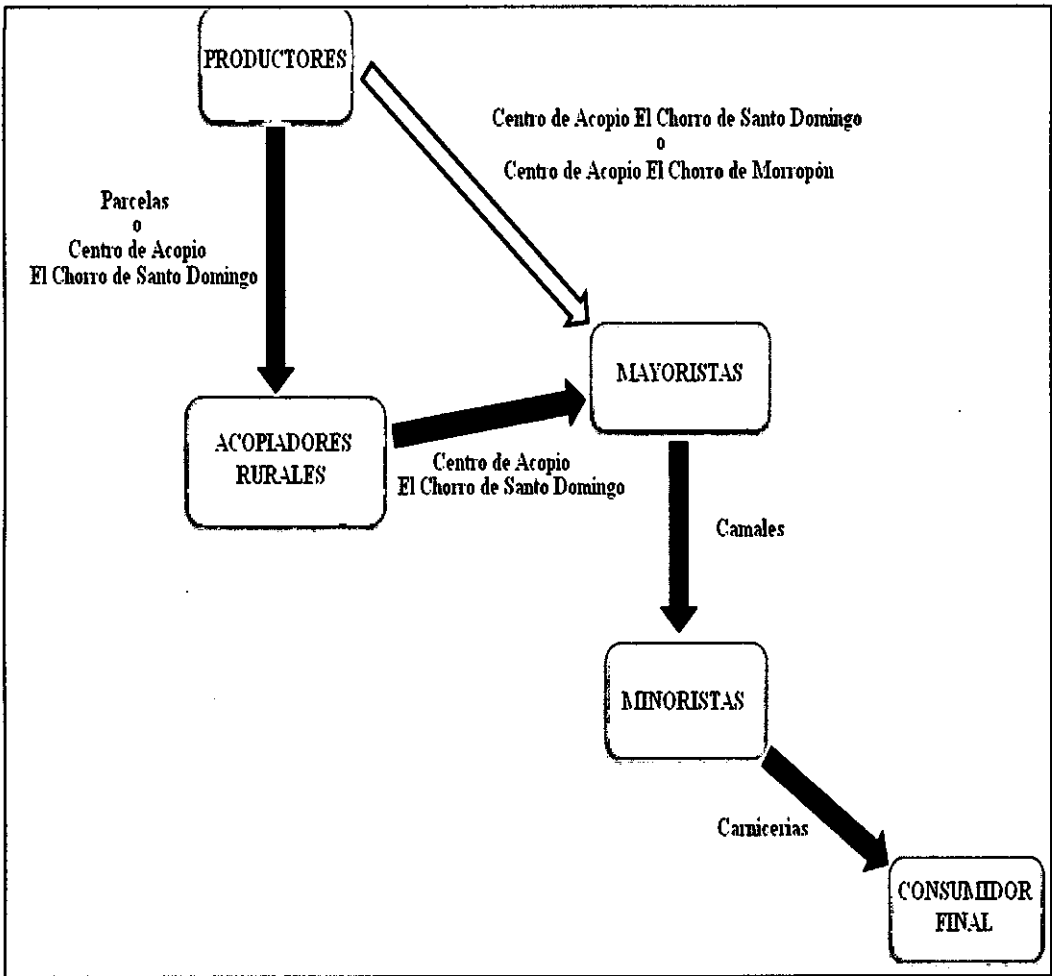 PRODUCTORES
Centro de Acopio El Chorro de Santo Domingo
o
Centro de Acopio El Chorro de Morropón
Parcelas
o
Centro de Acopio
El Chorro de Santo Domingo
MAYORISTAS
ACOPIADORES
RURALES
Centro de Acopio
El Chorro de Santo Domingo
Camales
MINORISTAS
Carnicerias
CONSUMIDOR
FINAL